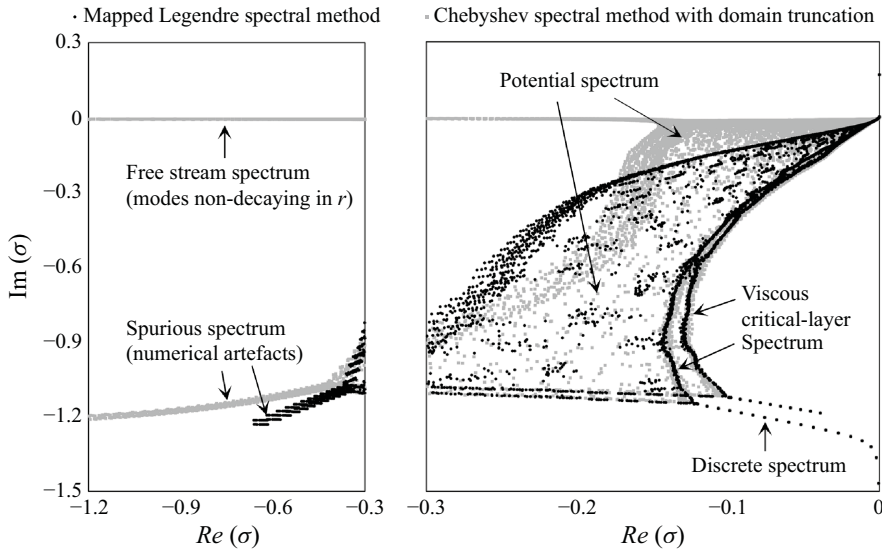 Mapped Legendre spectral method
Chebyshev spectral method with domain truncation
0.3
0
−0.3
−0.6
−0.9
−1.2
−1.5
Im (σ)
Free stream spectrum
(modes non-decaying in r)
Spurious spectrum
(numerical artefacts)
−1.2 −0.9 −0.6 −0.3
Re (σ)
Potential spectrum
Viscous
critical-layer
Spectrum
Discrete spectrum
−0.3 −0.2 −0.1 0
Re (σ)